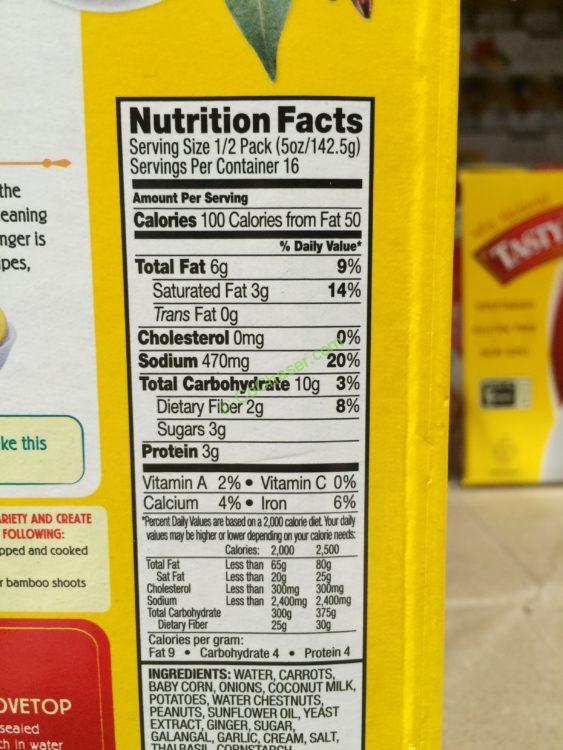 the
eaning
nger is
ipes,
ke this
ARIETY AND CREATE
FOLLOWING:
pped and cooked
r bamboo shoots
OVETOP
sealed
ch in water
Nutrition Facts
Serving Size 1/2 Pack (5oz/142.5g)
Servings Per Container 16
Amount Per Serving
Calories 100 Calories from Fat 50
% Daily Value*
Total Fat 6g 9%
Saturated Fat 3g 14%
Trans Fat 0g
Cholesterol 0mg 0%
Sodium 470mg 20%
Total Carbohydrate 10g 3%
Dietary Fiber 2g 8%
Sugars 3g
Protein 3g
Vitamin A 2% • Vitamin C 0%
Calcium 4% • Iron 6%
*Percent Daily Values are based on a 2,000 calorie diet. Your daily
values may be higher or lower depending on your calorie needs:
Calories: 2,000 2,500
Total Fat Less than 65g 80g
Sat Fat Less than 20g 25g
Cholesterol Less than 300mg 300mg
Sodium Less than 2,400mg 2,400mg
Total Carbohydrate 300g 375g
Dietary Fiber 25g 30g
Calories per gram:
Fat 9 • Carbohydrate 4 • Protein 4
INGREDIENTS: WATER, CARROTS,
BABY CORN, ONIONS, COCONUT MILK,
POTATOES, WATER CHESTNUTS,
PEANUTS, SUNFLOWER OIL, YEAST
EXTRACT, GINGER, SUGAR,
GALANGAL, GARLIC, CREAM, SALT,
THAI BASIL, CORNSTARCH,
TASTY